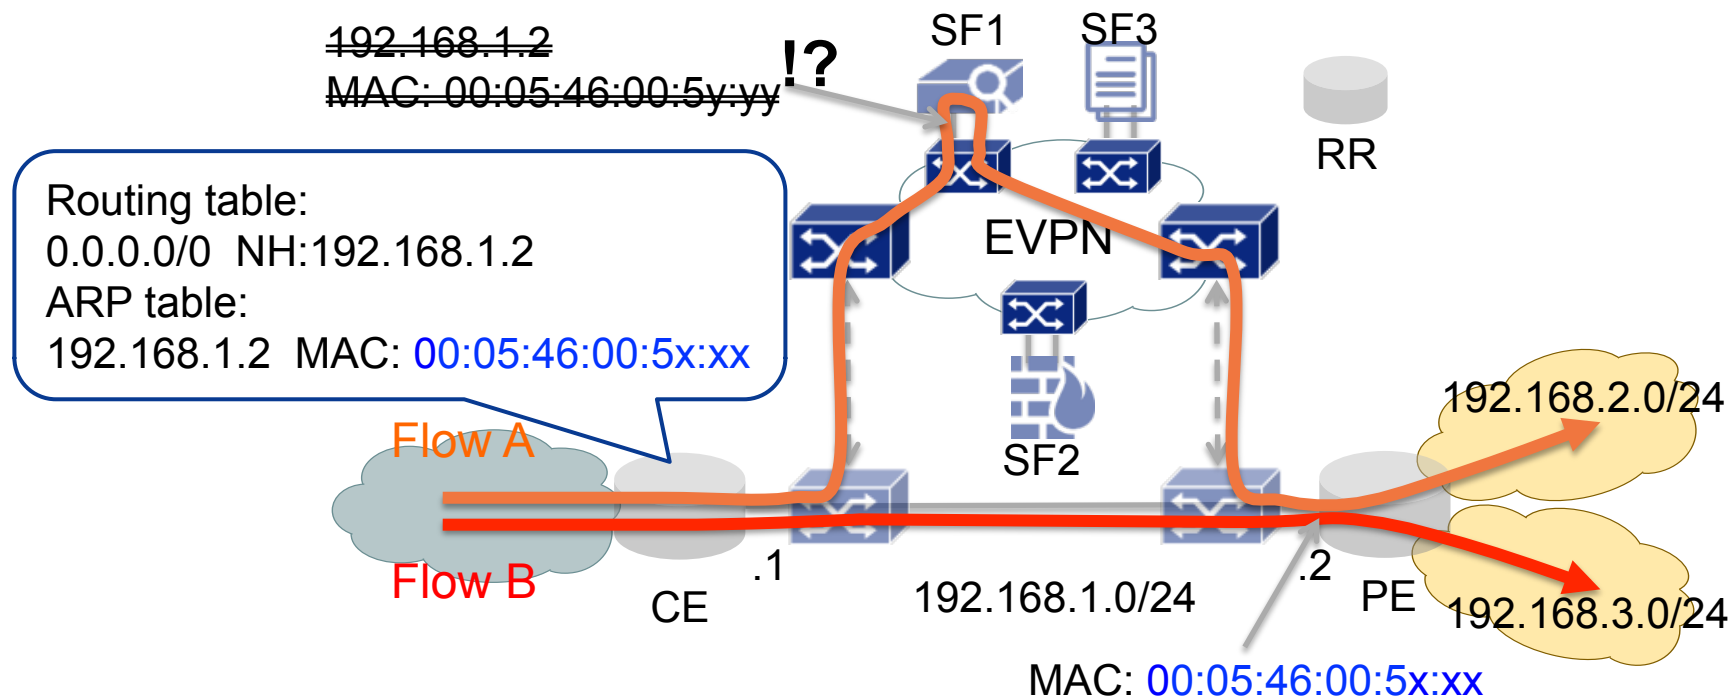 192.168.1.2
MAC: 00:05:46:00:5y:yy
!?
SF1
SF3
RR
Routing table:
0.0.0.0/0 NH:192.168.1.2
ARP table:
192.168.1.2 MAC: 00:05:46:00:5x:xx
EVPN
SF2
192.168.2.0/24
Flow A
Flow B
CE
.1
192.168.1.0/24
.2
PE
192.168.3.0/24
MAC: 00:05:46:00:5x:xx